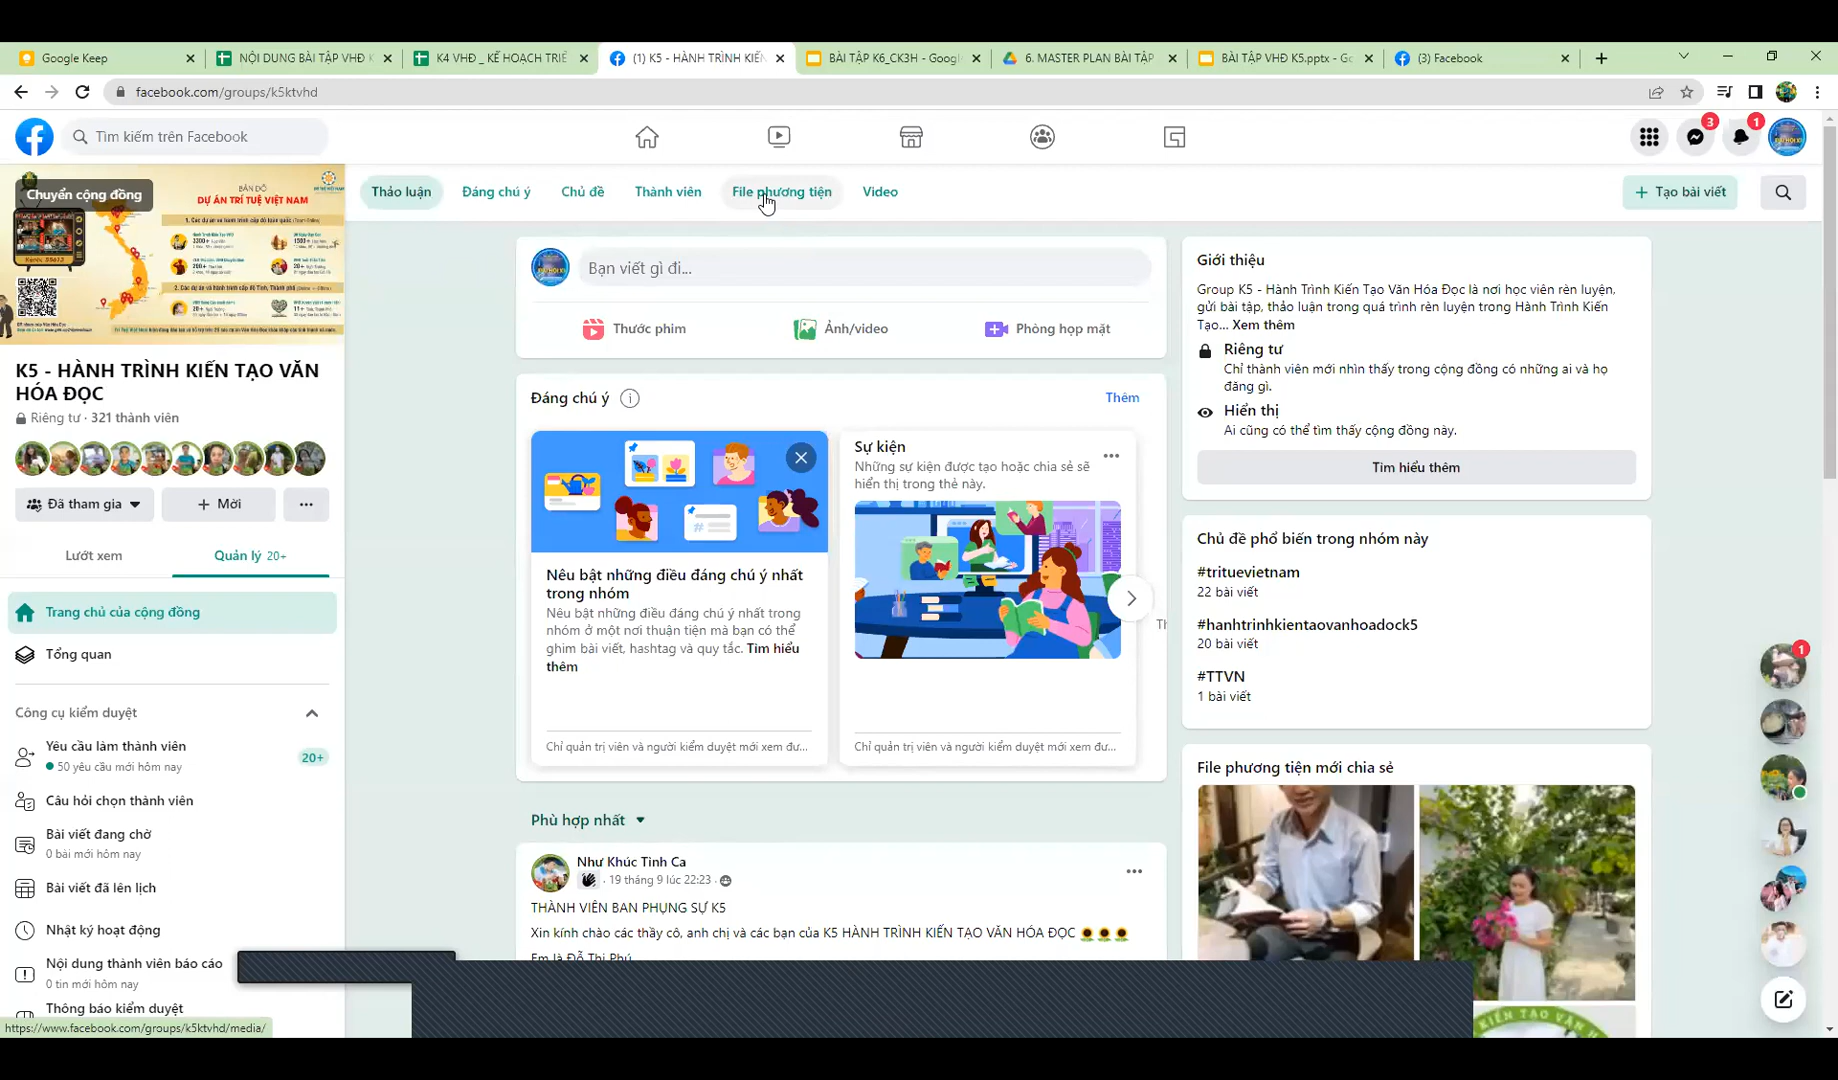 Google Keep
NỘI DUNG BÀI TẬP VHĐ K
K4 VHĐ _ KẾ HOẠCH TRIỂ
(1) K5 - HÀNH TRÌNH KIẾN
BÀI TẬP K6_CK3H - Googl
6. MASTER PLAN BÀI TẬP
BÀI TẬP VHĐ K5.pptx - Go
(3) Facebook
facebook.com/groups/k5ktvhd
Tìm kiếm trên Facebook
3
1
Chuyển cộng đồng
BẢN ĐỒ
DỰ ÁN TRÍ TUỆ VIỆT NAM
Thảo luận
Đáng chú ý
Chủ đề
Thành viên
File phương tiện
Video
Tạo bài viết
K5 - HÀNH TRÌNH KIẾN TẠO VĂN
HÓA ĐỌC
Riêng tư · 321 thành viên
Đã tham gia
+ Mời
Lướt xem
Quản lý 20+
Trang chủ của cộng đồng
Tổng quan
Công cụ kiểm duyệt
Yêu cầu làm thành viên
50 yêu cầu mới hôm nay
20+
Câu hỏi chọn thành viên
Bài viết đang chờ
0 bài mới hôm nay
Bài viết đã lên lịch
Nhật ký hoạt động
Nội dung thành viên báo cáo
0 tin mới hôm nay
Thông báo kiểm duyệt
https://www.facebook.com/groups/k5ktvhd/media/
Bạn viết gì đi...
Thước phim
Ảnh/video
Phòng họp mặt
Đáng chú ý
Thêm
Nêu bật những điều đáng chú ý nhất
trong nhóm
Nêu bật những điều đáng chú ý nhất trong
nhóm ở một nơi thuận tiện mà bạn có thể
ghim bài viết, hashtag và quy tắc. Tìm hiểu
thêm
Chỉ quản trị viên và người kiểm duyệt mới xem đư...
Sự kiện
Những sự kiện được tạo hoặc chia sẻ sẽ
hiển thị trong thẻ này.
Chỉ quản trị viên và người kiểm duyệt mới xem đư...
Th
Phù hợp nhất
Như Khúc Tình Ca
· 19 tháng 9 lúc 22:23 ·
THÀNH VIÊN BAN PHỤNG SỰ K5
Xin kính chào các thầy cô, anh chị và các bạn của K5 HÀNH TRÌNH KIẾN TẠO VĂN HÓA ĐỌC
Em là Đỗ Thị Phú
Giới thiệu
Group K5 - Hành Trình Kiến Tạo Văn Hóa Đọc là nơi học viên rèn luyện,
gửi bài tập, thảo luận trong quá trình rèn luyện trong Hành Trình Kiến
Tạo... Xem thêm
Riêng tư
Chỉ thành viên mới nhìn thấy trong cộng đồng có những ai và họ
đăng gì.
Hiển thị
Ai cũng có thể tìm thấy cộng đồng này.
Tìm hiểu thêm
Chủ đề phổ biến trong nhóm này
#trituevietnam
22 bài viết
#hanhtrinhkientaovanhoadock5
20 bài viết
#TTVN
1 bài viết
File phương tiện mới chia sẻ
KIẾN TẠO VĂN H
1